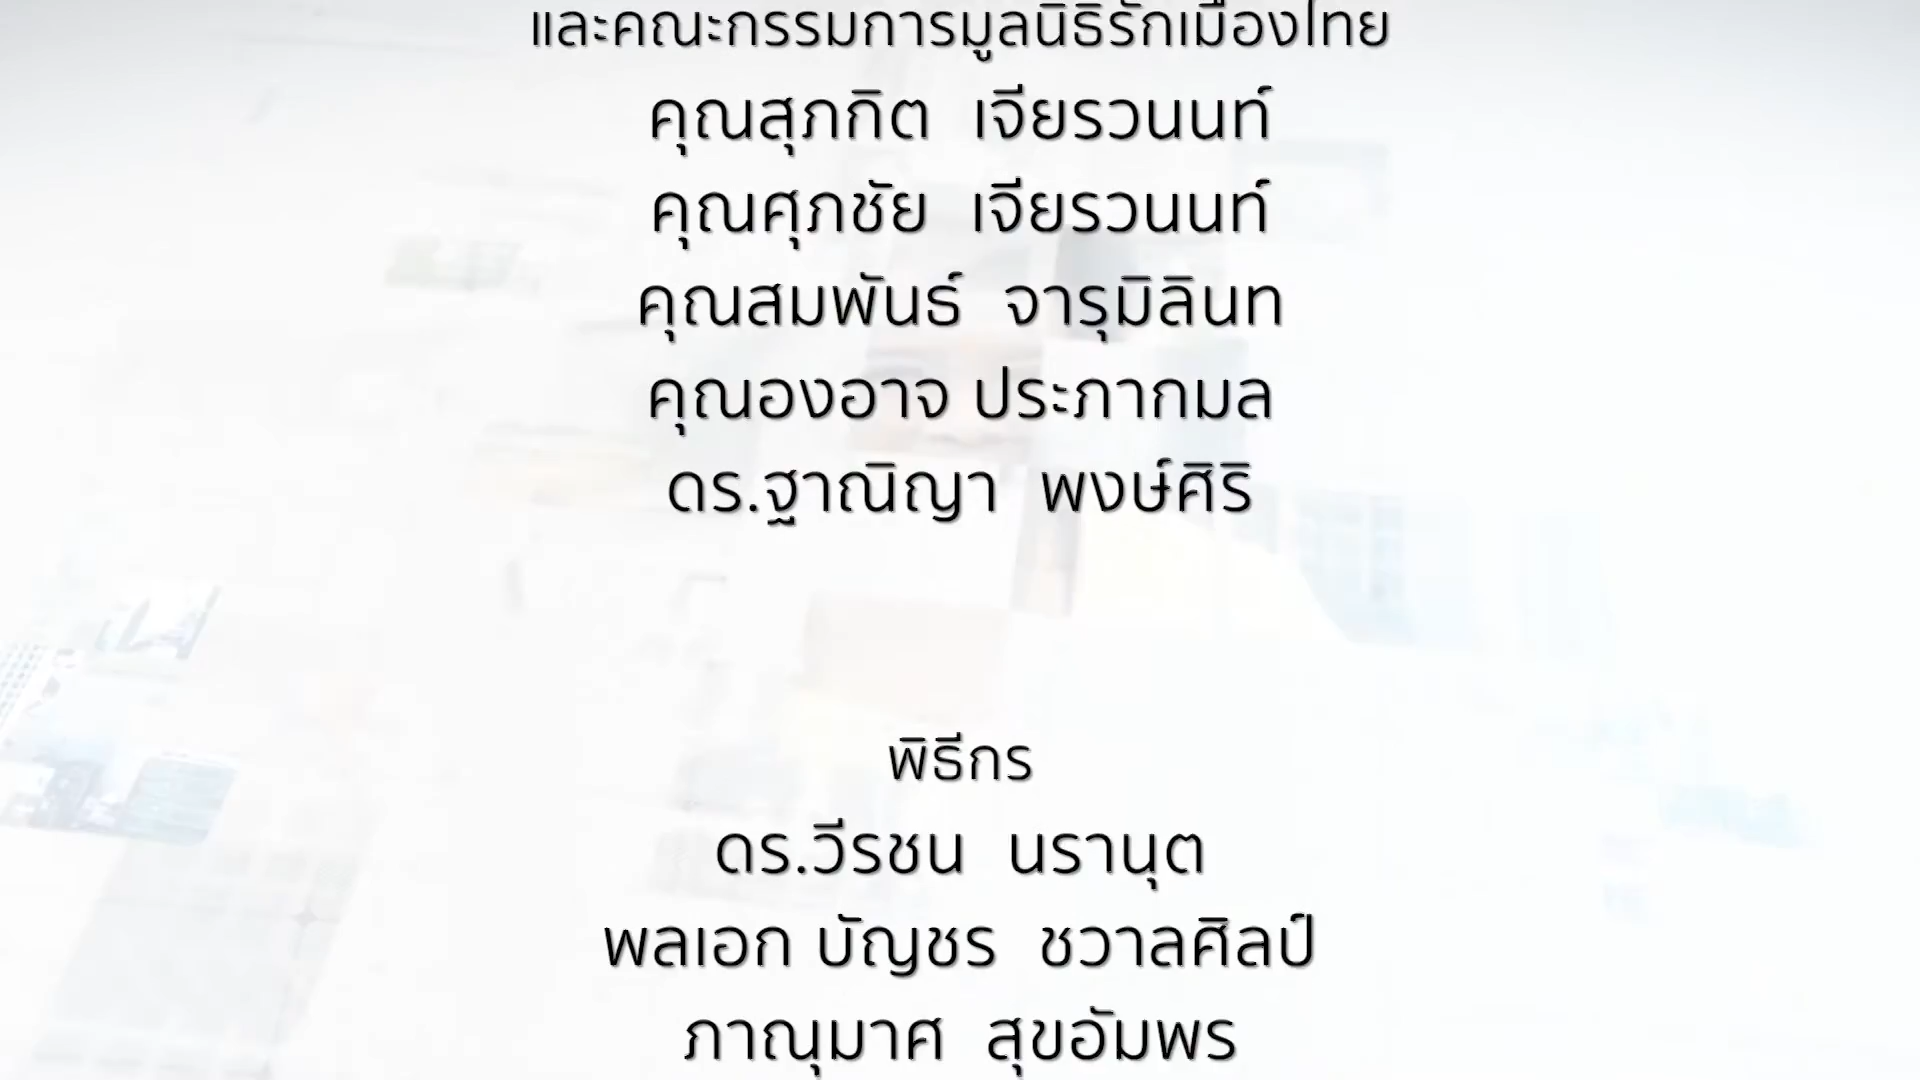 และคณะกรรมการมูลนิธิรักเมืองไทย
คุณสุภกิต เจียรวนนท์
คุณศุภชัย เจียรวนนท์
คุณสมพันธ์ จารุมิลินท
คุณองอาจ ประภากมล
ดร.ฐาณิญา พงษ์ศิริ
พิธีกร
ดร.วีรชน นรานุต
พลเอก บัญชร ชวาลศิลป์
ภาณุมาศ สุขอัมพร